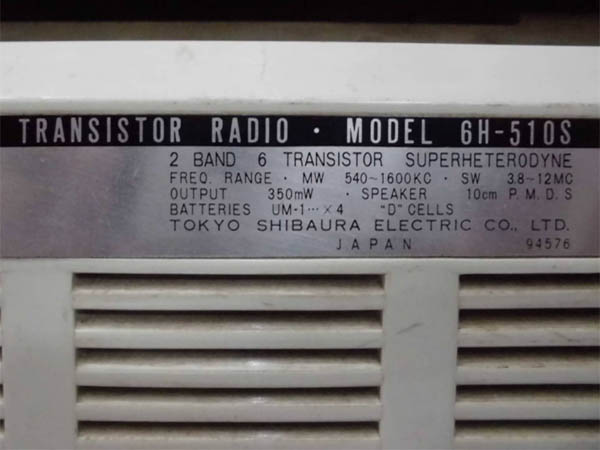 TRANSISTOR RADIO · MODEL 6H-510S
2 BAND 6 TRANSISTOR SUPERHETERODYNE
FREQ. RANGE · MW 540~1600KC · SW 3.8~12MC
OUTPUT 350mW · SPEAKER 10cm P.M.D.S
BATTERIES UM-1···×4 "D" CELLS
TOKYO SHIBAURA ELECTRIC CO., LTD.
JAPAN 94576